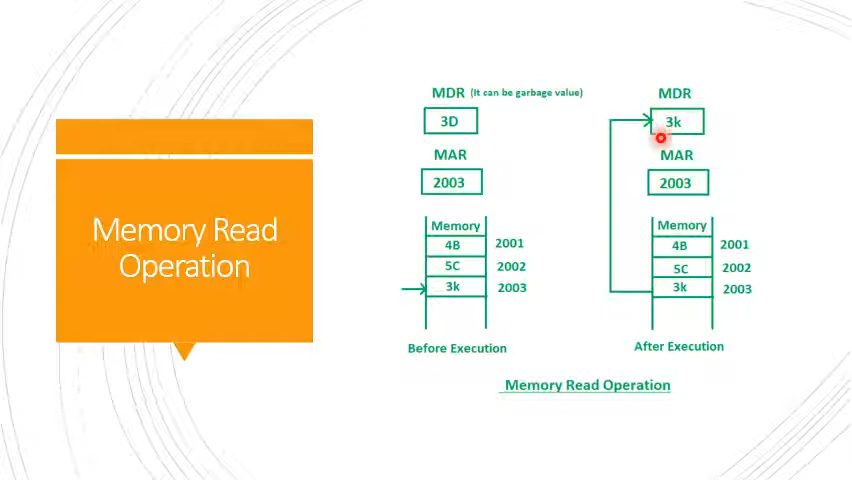 Memory Read
Operation
MDR (It can be garbage value)
3D
MAR
2003
Memory
4B 2001
5C 2002
3k 2003
Before Execution
MDR
3k
MAR
2003
Memory
4B 2001
5C 2002
3k 2003
After Execution
Memory Read Operation